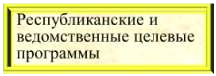 Республиканские и
ведомственные целевые
программы